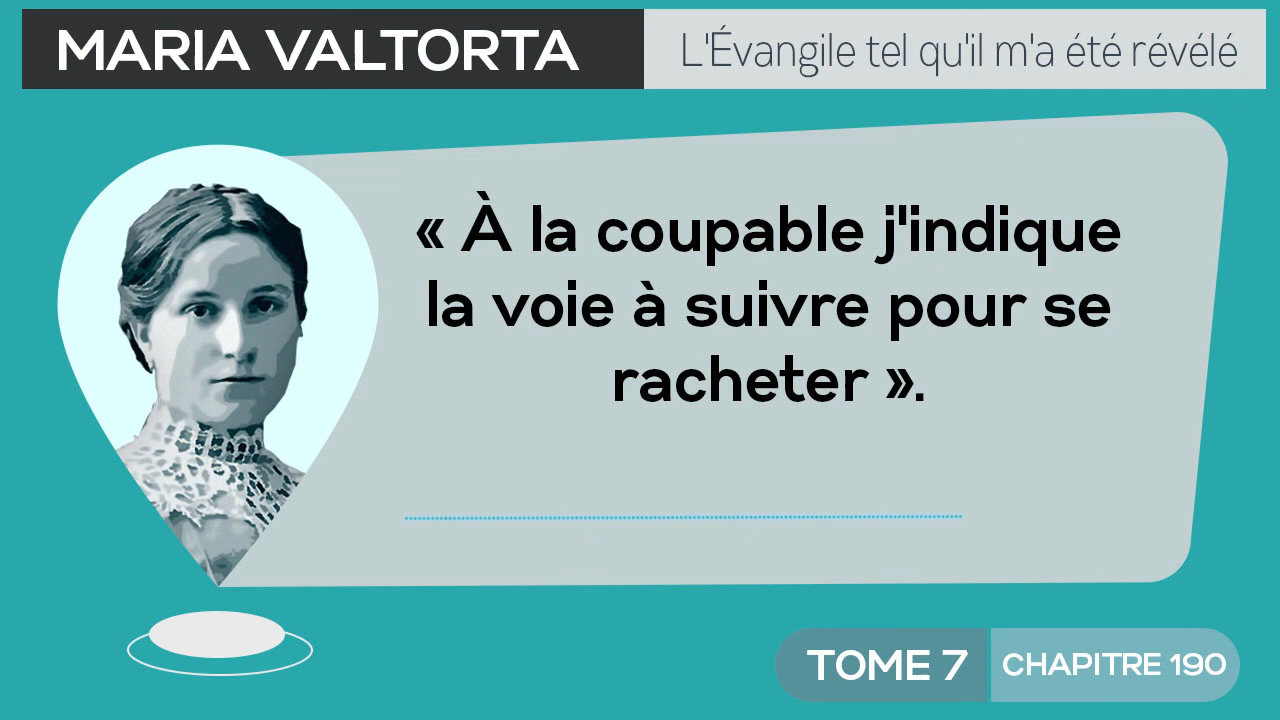 MARIA VALTORTA
L'Évangile tel qu'il m'a été révélé
« À la coupable j'indique
la voie à suivre pour se
racheter ».
TOME 7
CHAPITRE 190